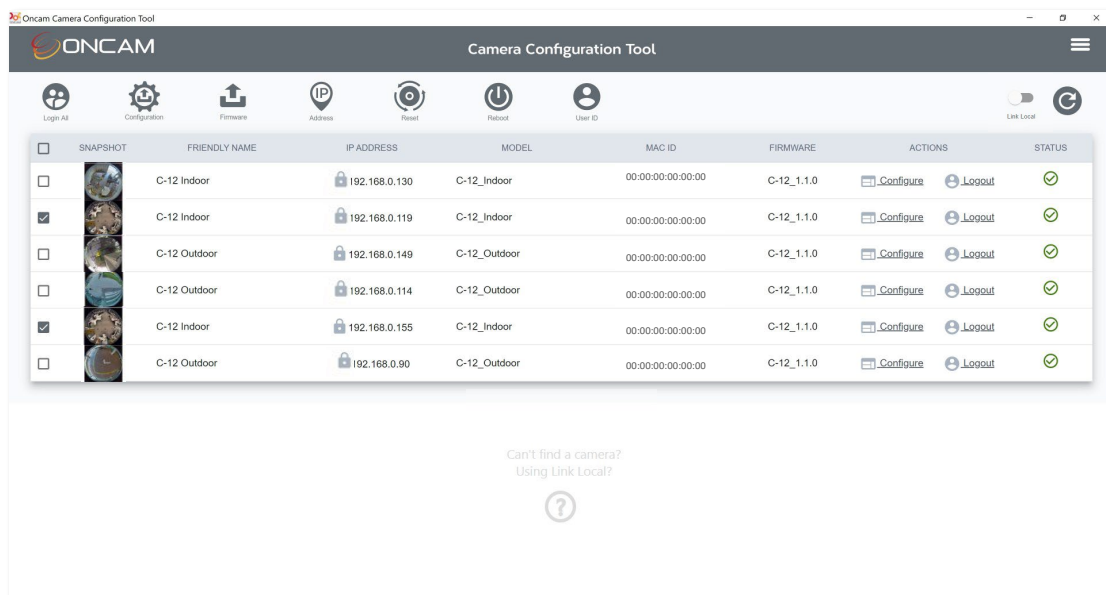 Oncam Camera Configuration Tool
ONCAM
Camera Configuration Tool
Login All Configuration Firmware IP Address Reset Reboot User ID Link Local
SNAPSHOT FRIENDLY NAME IP ADDRESS MODEL MAC ID FIRMWARE ACTIONS STATUS
C-12 Indoor 192.168.0.130 C-12_Indoor 00:00:00:00:00:00 C-12_1.1.0 Configure Logout
C-12 Indoor 192.168.0.119 C-12_Indoor 00:00:00:00:00:00 C-12_1.1.0 Configure Logout
C-12 Outdoor 192.168.0.149 C-12_Outdoor 00:00:00:00:00:00 C-12_1.1.0 Configure Logout
C-12 Outdoor 192.168.0.114 C-12_Outdoor 00:00:00:00:00:00 C-12_1.1.0 Configure Logout
C-12 Indoor 192.168.0.155 C-12_Indoor 00:00:00:00:00:00 C-12_1.1.0 Configure Logout
C-12 Outdoor 192.168.0.90 C-12_Outdoor 00:00:00:00:00:00 C-12_1.1.0 Configure Logout
Can't find a camera?
Using Link Local?
?